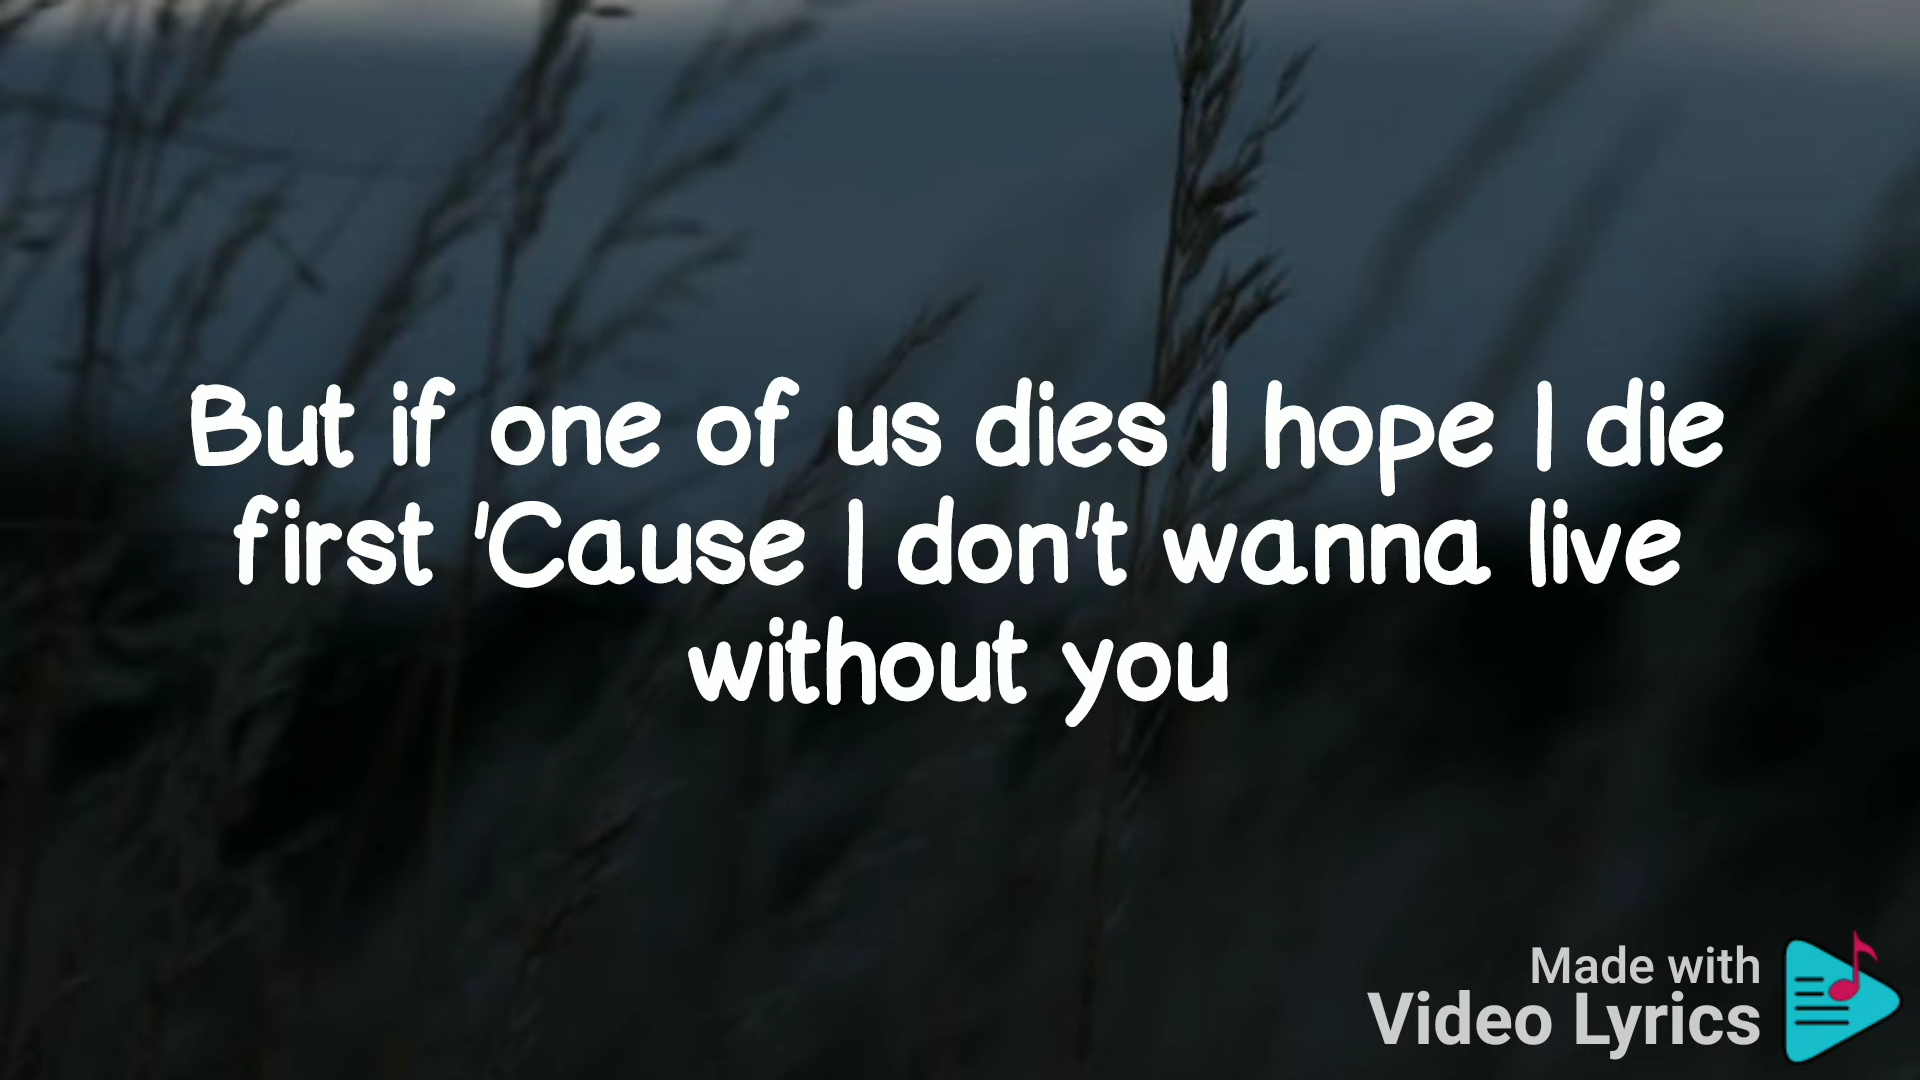 But if one of us dies I hope I die
first 'Cause I don't wanna live
without you
Made with
Video Lyrics